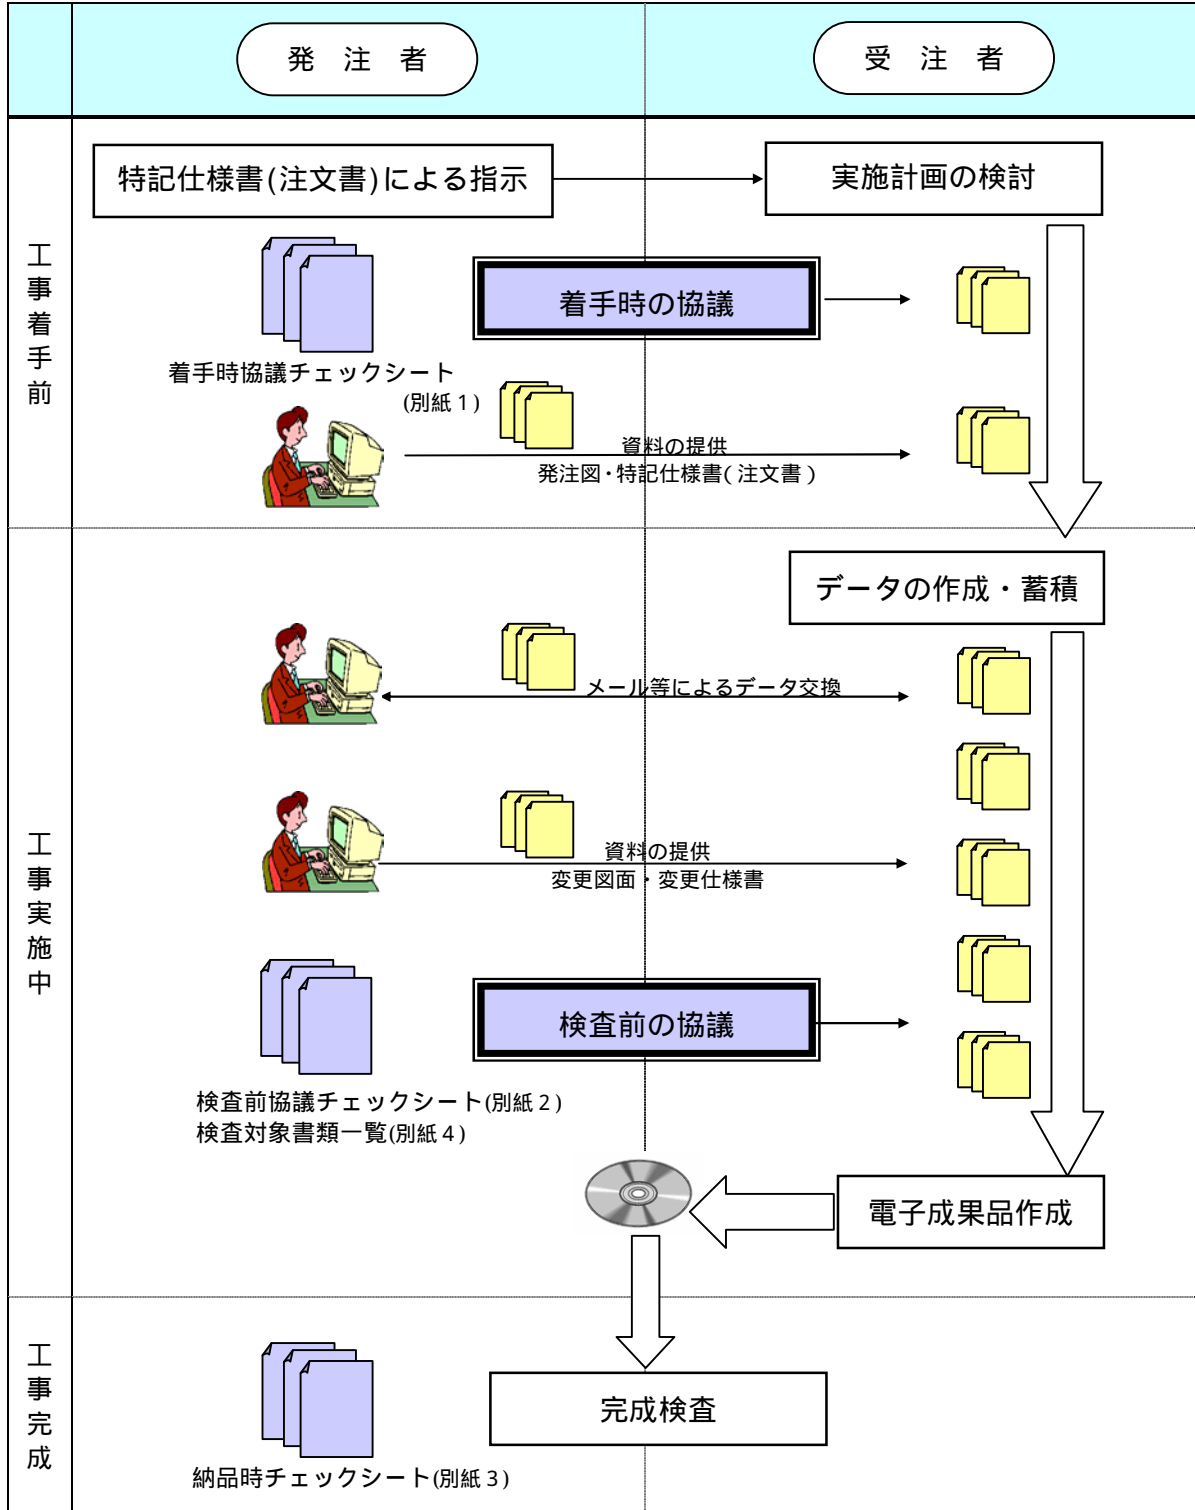 発 注 者
受 注 者
工事着手前
特記仕様書(注文書)による指示
実施計画の検討
着手時の協議
着手時協議チェックシート
(別紙1)
資料の提供
発注図・特記仕様書(注文書)
工事実施中
データの作成・蓄積
メール等によるデータ交換
資料の提供
変更図面・変更仕様書
検査前の協議
検査前協議チェックシート(別紙2)
検査対象書類一覧(別紙4)
電子成果品作成
工事完成
完成検査
納品時チェックシート(別紙3)